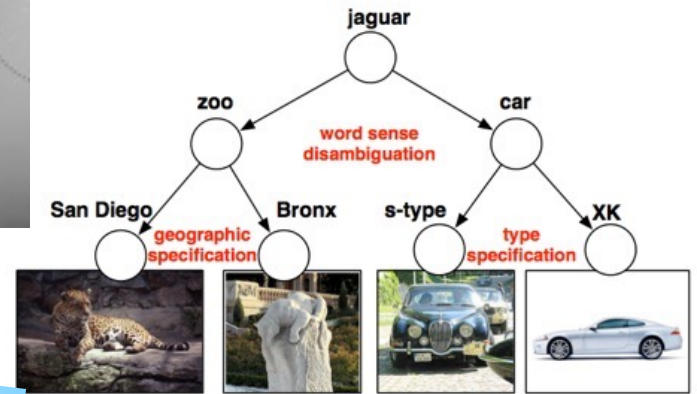 jaguar
zoo
car
word sense
disambiguation
San Diego
Bronx
s-type
XK
geographic
specification
type
specification